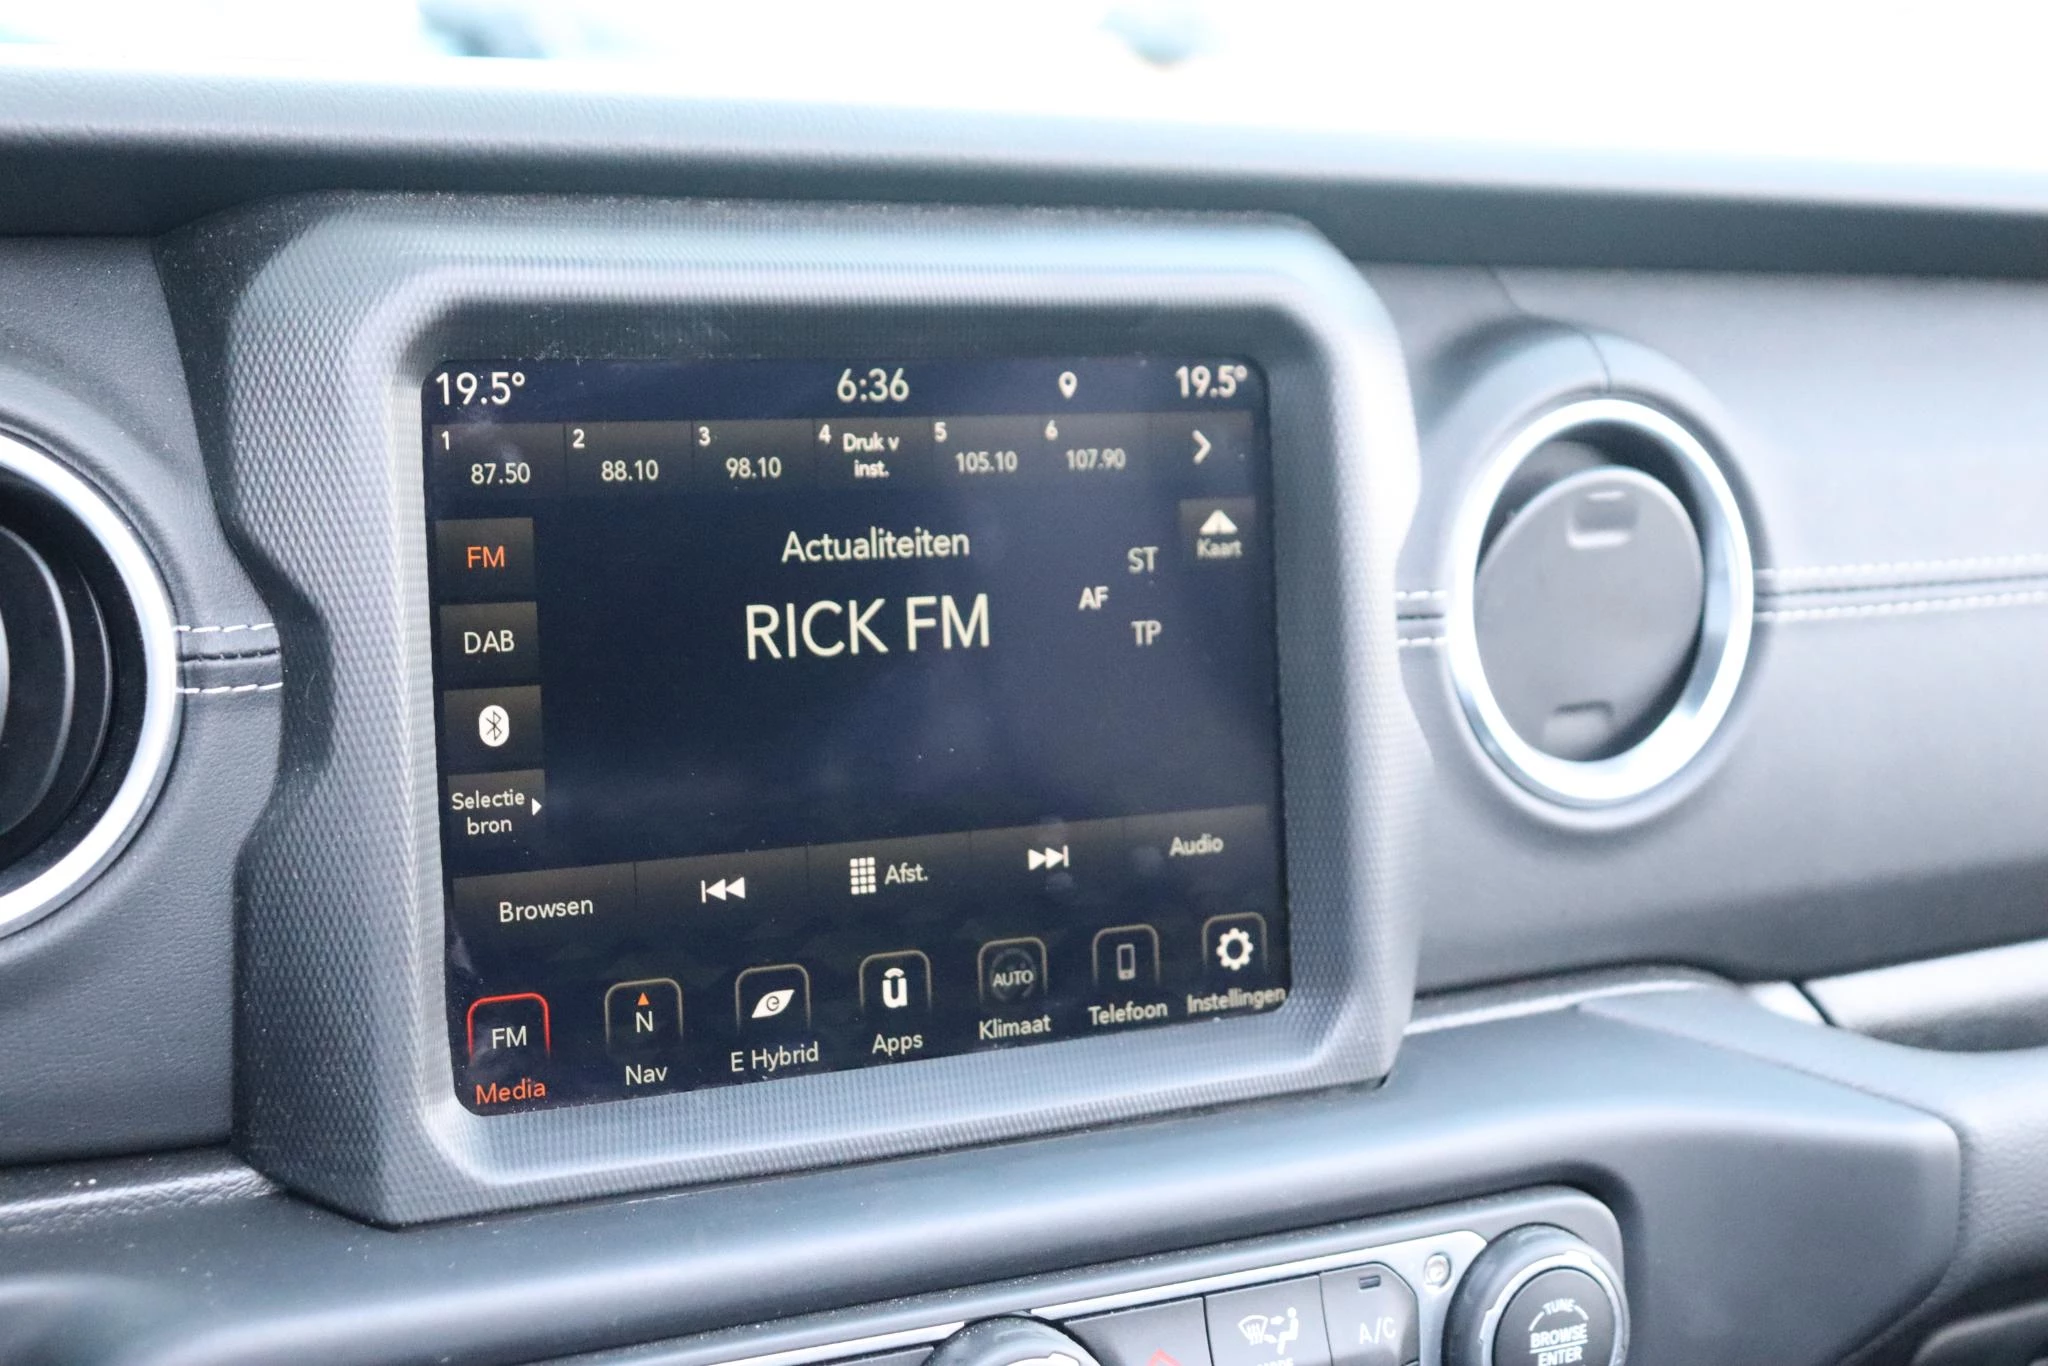 19.5° 6:36 19.5°
1 2 3 4 Druk v 5 6
87.50 88.10 98.10 inst. 105.10 107.90
Actualiteiten
Kaart
FM
ST
RICK FM
AF
DAB
TP
Selectie
bron
Browsen
Afst.
Audio
FM
N
AUTO
Media
Nav
E Hybrid
Apps
Klimaat
Telefoon
Instellingen
A/C
TUNE
BROWSE
ENTER